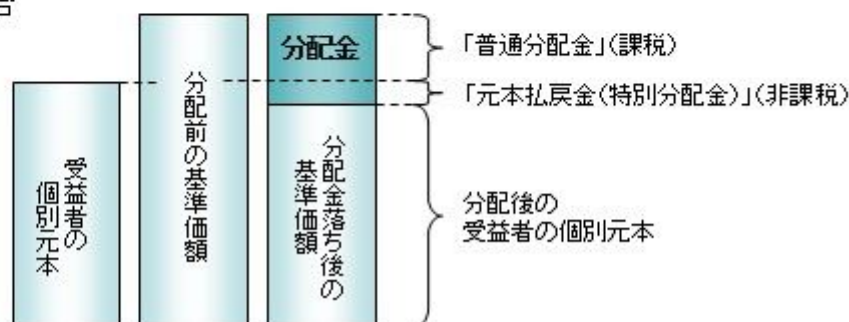 分配金
「普通分配金」(課税)
「元本払戻金(特別分配金)」(非課税)
受益者の
個別元本
分配前の基準価額
分配金落ち後の
基準価額
分配後の
受益者の個別元本